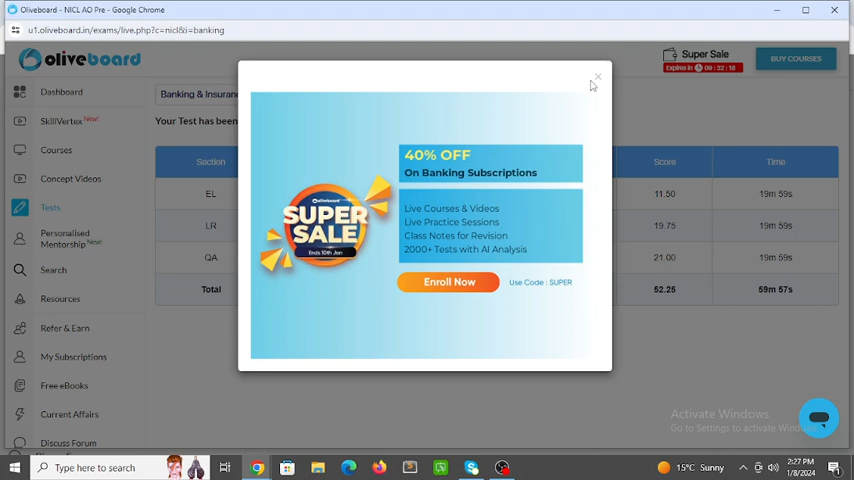 Oliveboard - NICL AO Pre - Google Chrome
u1.oliveboard.in/exams/live.php?c=nicl&i=banking
oliveboard
Super Sale
Expires in 09 : 32 : 18
BUY COURSES
Dashboard
SkillVertex New!
Courses
Concept Videos
Tests
Personalised
Mentorship New!
Search
Resources
Refer & Earn
My Subscriptions
Free eBooks
Current Affairs
Discuss Forum
Banking & Insuran
Your Test has been
Section Score Time
EL 11.50 19m 59s
LR 19.75 19m 59s
QA 21.00 19m 59s
Total 52.25 59m 57s
×
oliveboard
SUPER
SALE
Ends 10th Jan
40% OFF
On Banking Subscriptions
Live Courses & Videos
Live Practice Sessions
Class Notes for Revision
2000+ Tests with AI Analysis
Enroll Now
Use Code : SUPER
Activate Windows
Go to Settings to activate Windows.
Type here to search
15°C Sunny
2:27 PM
1/8/2024